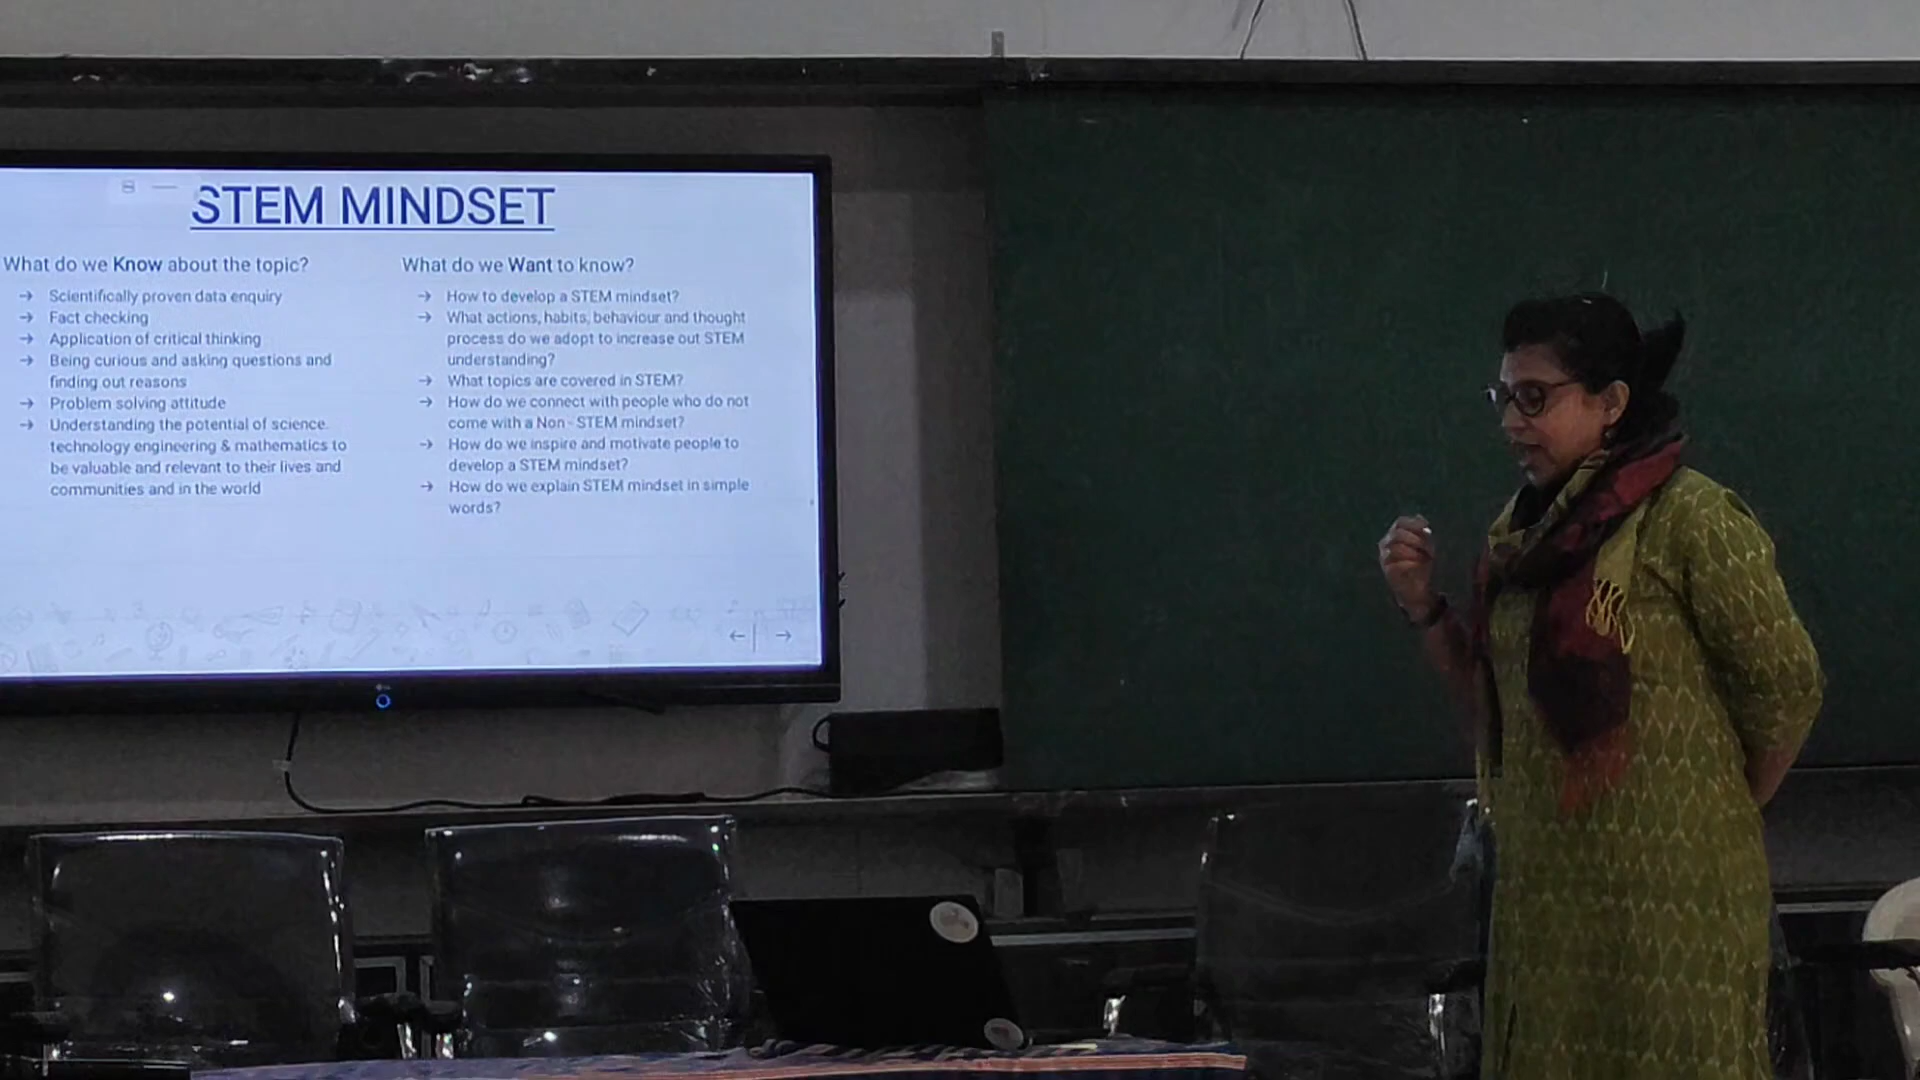 STEM MINDSET
What do we Know about the topic?
→ Scientifically proven data enquiry
→ Fact checking
→ Application of critical thinking
→ Being curious and asking questions and
finding out reasons
→ Problem solving attitude
→ Understanding the potential of science
technology engineering & mathematics to
be valuable and relevant to their lives and
communities and in the world
What do we Want to know?
→ How to develop a STEM mindset?
→ What actions, habits, behaviour and thought
process do we adopt to increase out STEM
understanding?
→ What topics are covered in STEM?
→ How do we connect with people who do not
come with a Non - STEM mindset?
→ How do we inspire and motivate people to
develop a STEM mindset?
→ How do we explain STEM mindset in simple
words?